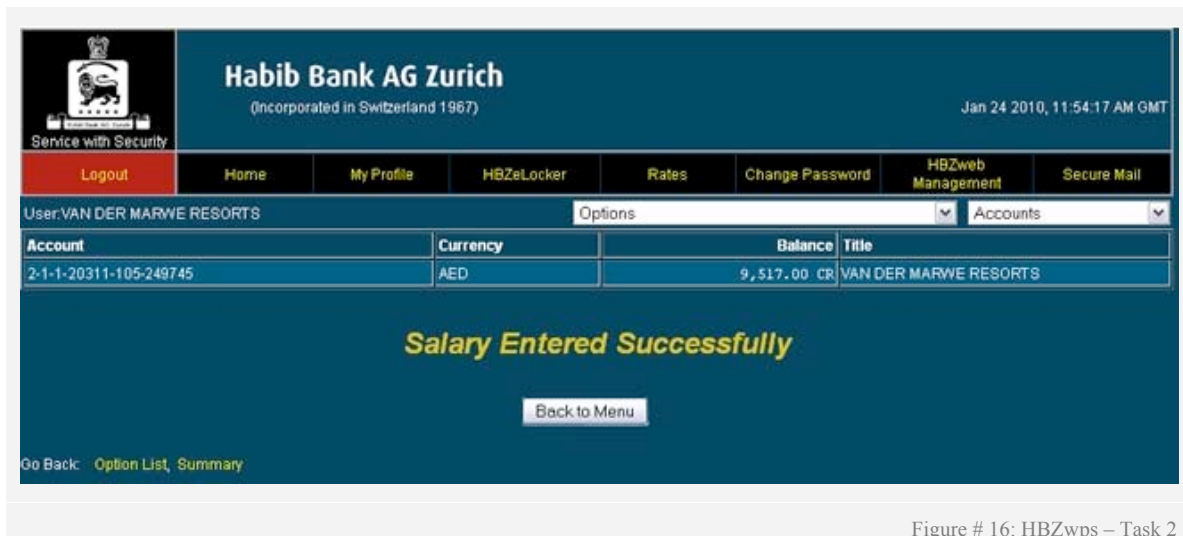 Habib Bank AG Zurich
(Incorporated in Switzerland 1967)
Jan 24 2010, 11:54:17 AM GMT
Service with Security
Logout Home My Profile HBZeLocker Rates Change Password HBZweb Management Secure Mail
User:VAN DER MARWE RESORTS Options Accounts
Account Currency Balance Title
2-1-1-20311-105-249745 AED 9,517.00 CR VAN DER MARWE RESORTS
Salary Entered Successfully
Back to Menu
Go Back: Option List, Summary
Figure # 16: HBZwps – Task 2